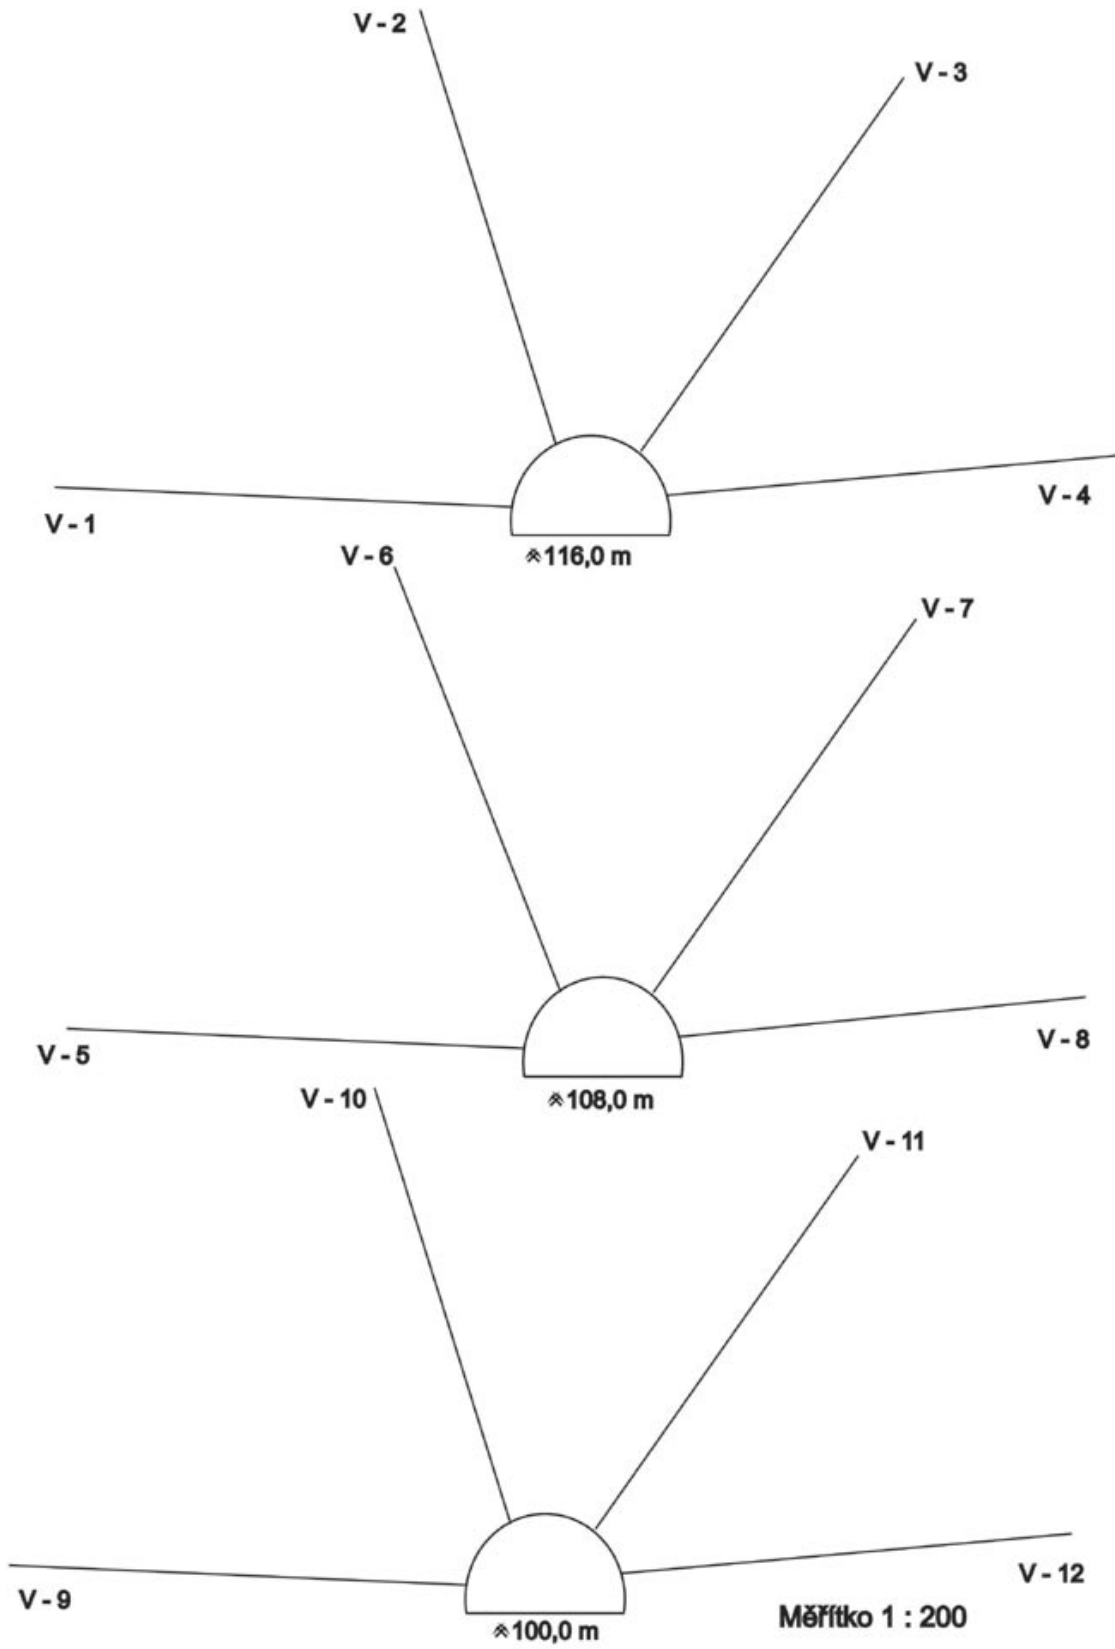 V - 2
V - 3
V - 1
V - 4
116,0 m
V - 6
V - 7
V - 5
V - 8
108,0 m
V - 10
V - 11
V - 9
V - 12
100,0 m
Měřítko 1 : 200